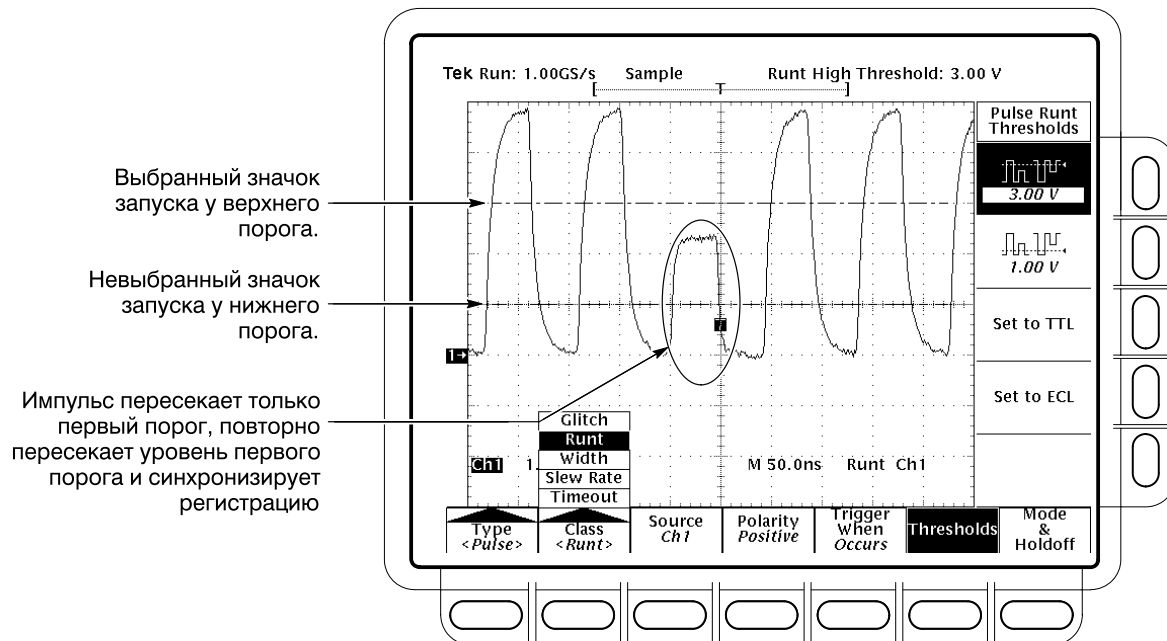 Tek Run: 1.00GS/s Sample Runt High Threshold: 3.00 V
T
Pulse Runt
Thresholds
3.00 V
1.00 V
Set to TTL
Set to ECL
Выбранный значок
запуска у верхнего
порога.
Невыбранный значок
запуска у нижнего
порога.
Импульс пересекает только
первый порог, повторно
пересекает уровень первого
порога и синхронизирует
регистрацию
1→
T
Glitch
Runt
Width
Slew Rate
Timeout
Ch1 1. M 50.0ns Runt Ch1
Type
<Pulse>
Class
<Runt>
Source
Ch1
Polarity
Positive
Trigger
When
Occurs
Thresholds
Mode
&
Holdoff